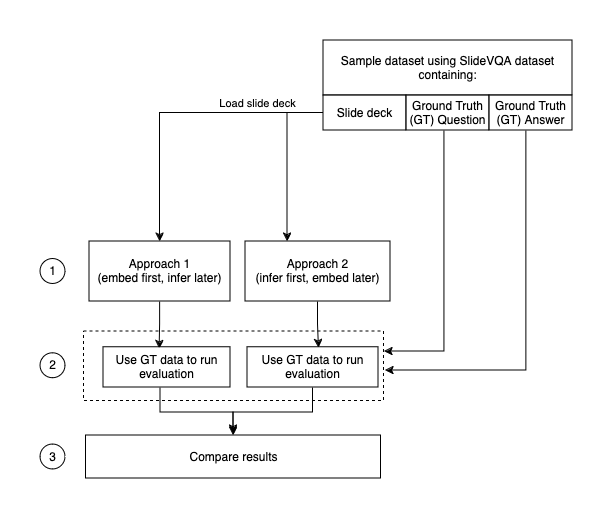 Sample dataset using SlideVQA dataset
containing:
Slide deck
Ground Truth
(GT) Question
Ground Truth
(GT) Answer
Load slide deck
1
Approach 1
(embed first, infer later)
Approach 2
(infer first, embed later)
2
Use GT data to run
evaluation
Use GT data to run
evaluation
3
Compare results